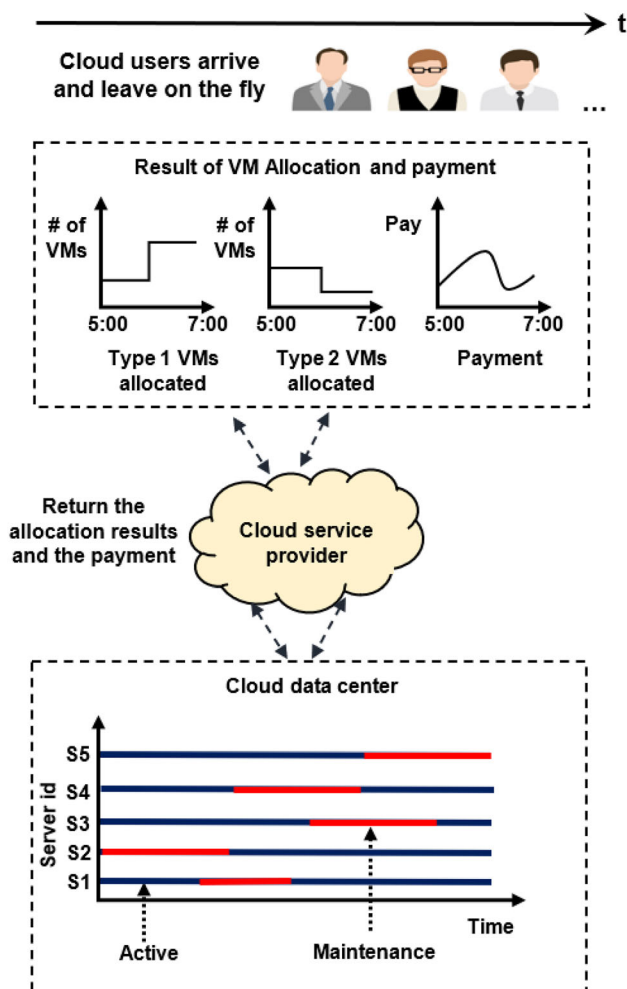 t
Cloud users arrive
and leave on the fly
...
Result of VM Allocation and payment
# of
VMs
5:00
7:00
Type 1 VMs
allocated
# of
VMs
5:00
7:00
Type 2 VMs
allocated
Pay
5:00
7:00
Payment
Return the
allocation results
and the payment
Cloud service
provider
Cloud data center
Server id
S5
S4
S3
S2
S1
Time
Active
Maintenance